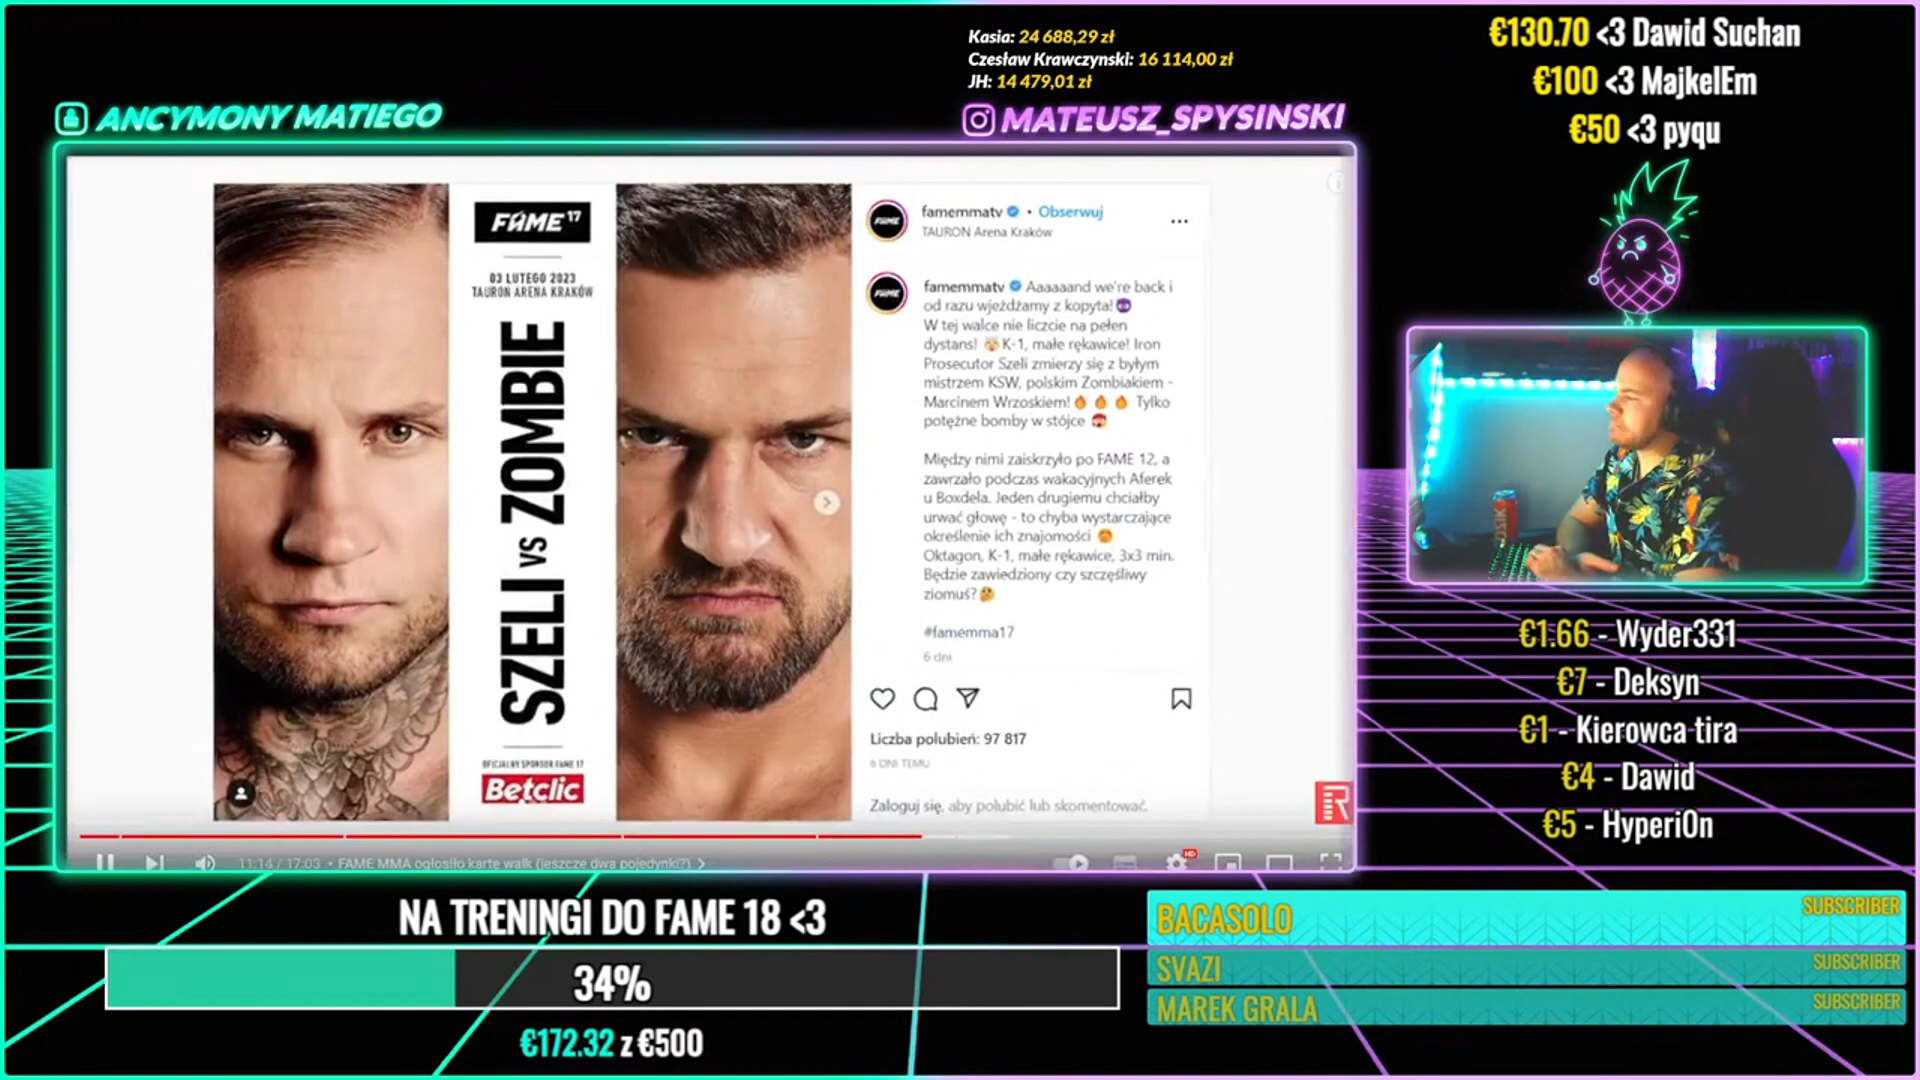 Kasia: 24 688,29 zł
Czesław Krawczynski: 16 114,00 zł
JH: 14 479,01 zł
€130.70 <3 Dawid Suchan
€100 <3 MajkelEm
€50 <3 pyqu
ANCYMONY MATIEGO
MATEUSZ_SPYSINSKI
FAME 17
03 LUTEGO 2023
TAURON ARENA KRAKÓW
SZELI VS ZOMBIE
OFICJALNY SPONSOR FAME 17
Betclic
famemmatv • Obserwuj
TAURON Arena Kraków
famemmatv Aaaaaand we're back i
od razu wjeżdżamy z kopyta!
W tej walce nie liczcie na pełen
dystans! K-1, małe rękawice! Iron
Prosecutor Szeli zmierzy się z byłym
mistrzem KSW, polskim Zombiakiem -
Marcinem Wrzoskiem! Tylko
potężne bomby w stójce
Między nimi zaiskrzyło po FAME 12, a
zawrzało podczas wakacyjnych Aferek
u Boxdela. Jeden drugiemu chciałby
urwać głowę - to chyba wystarczające
określenie ich znajomości
Oktagon, K-1, małe rękawice, 3x3 min.
Będzie zawiedziony czy szczęśliwy
ziomuś?
#famemma17
6 dni
Liczba polubień: 97 817
6 DNI TEMU
Zaloguj się, aby polubić lub skomentować.
R
11:14 / 17:03 • FAME MMA ogłosiło kartę walk (jeszcze dwa pojedynki?)
HD
€1.66 - Wyder331
€7 - Deksyn
€1 - Kierowca tira
€4 - Dawid
€5 - Hyperi0n
NA TRENINGI DO FAME 18 <3
34%
€172.32 z €500
BACASOLO SUBSCRIBER
SVAZI SUBSCRIBER
MAREK GRALA SUBSCRIBER